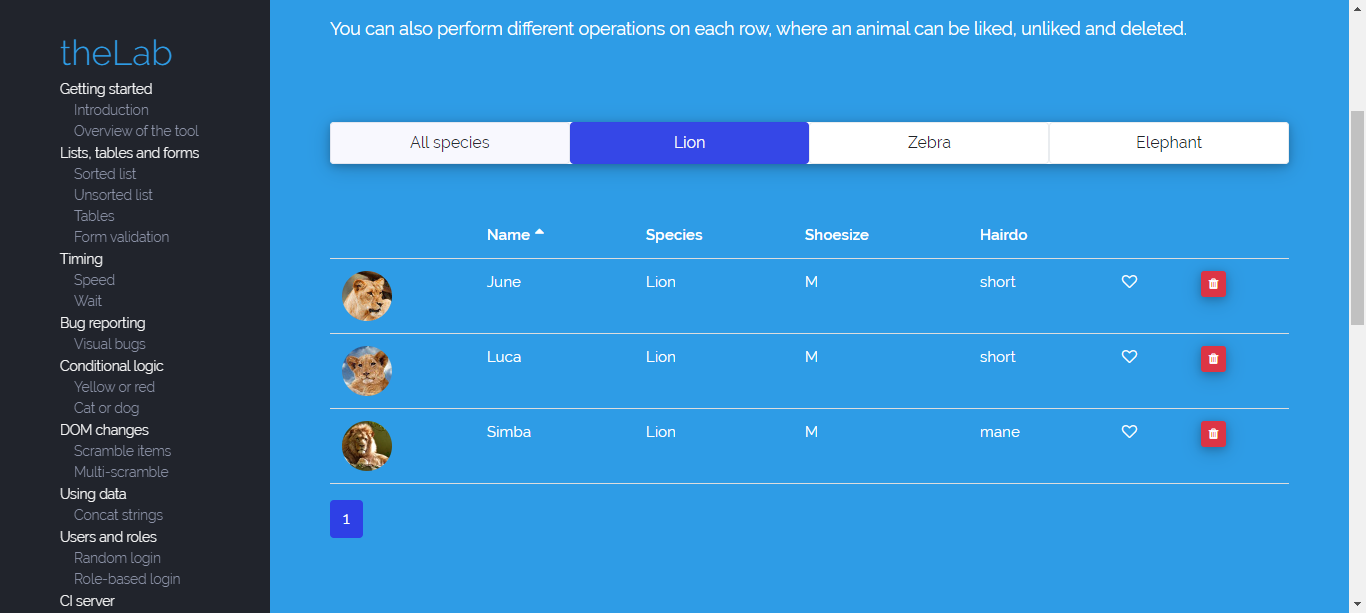 theLab
Getting started
Introduction
Overview of the tool
Lists, tables and forms
Sorted list
Unsorted list
Tables
Form validation
Timing
Speed
Wait
Bug reporting
Visual bugs
Conditional logic
Yellow or red
Cat or dog
DOM changes
Scramble items
Multi-scramble
Using data
Concat strings
Users and roles
Random login
Role-based login
CI server
You can also perform different operations on each row, where an animal can be liked, unliked and deleted.
All species Lion Zebra Elephant
Name Species Shoesize Hairdo
June Lion M short
Luca Lion M short
Simba Lion M mane
1